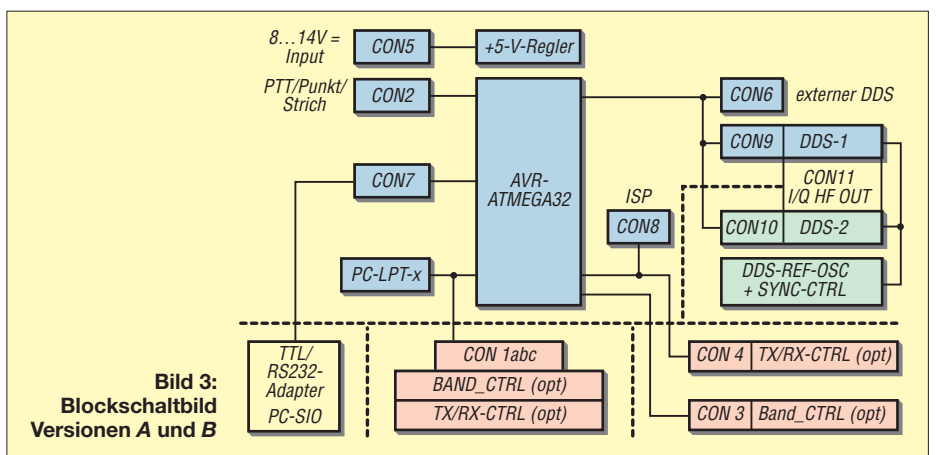 8…14V =
Input
CON5
+5-V-Regler
PTT/Punkt/
Strich
CON2
CON7
AVR-
ATMEGA32
CON6
externer DDS
CON9
DDS-1
CON11
I/Q HF OUT
CON10
DDS-2
ISP
CON8
DDS-REF-OSC
+ SYNC-CTRL
PC-LPT-x
TTL/
RS232-
Adapter
PC-SIO
CON 1abc
BAND_CTRL (opt)
TX/RX-CTRL (opt)
CON 4
TX/RX-CTRL (opt)
CON 3
Band_CTRL (opt)
Bild 3:
Blockschaltbild
Versionen A und B